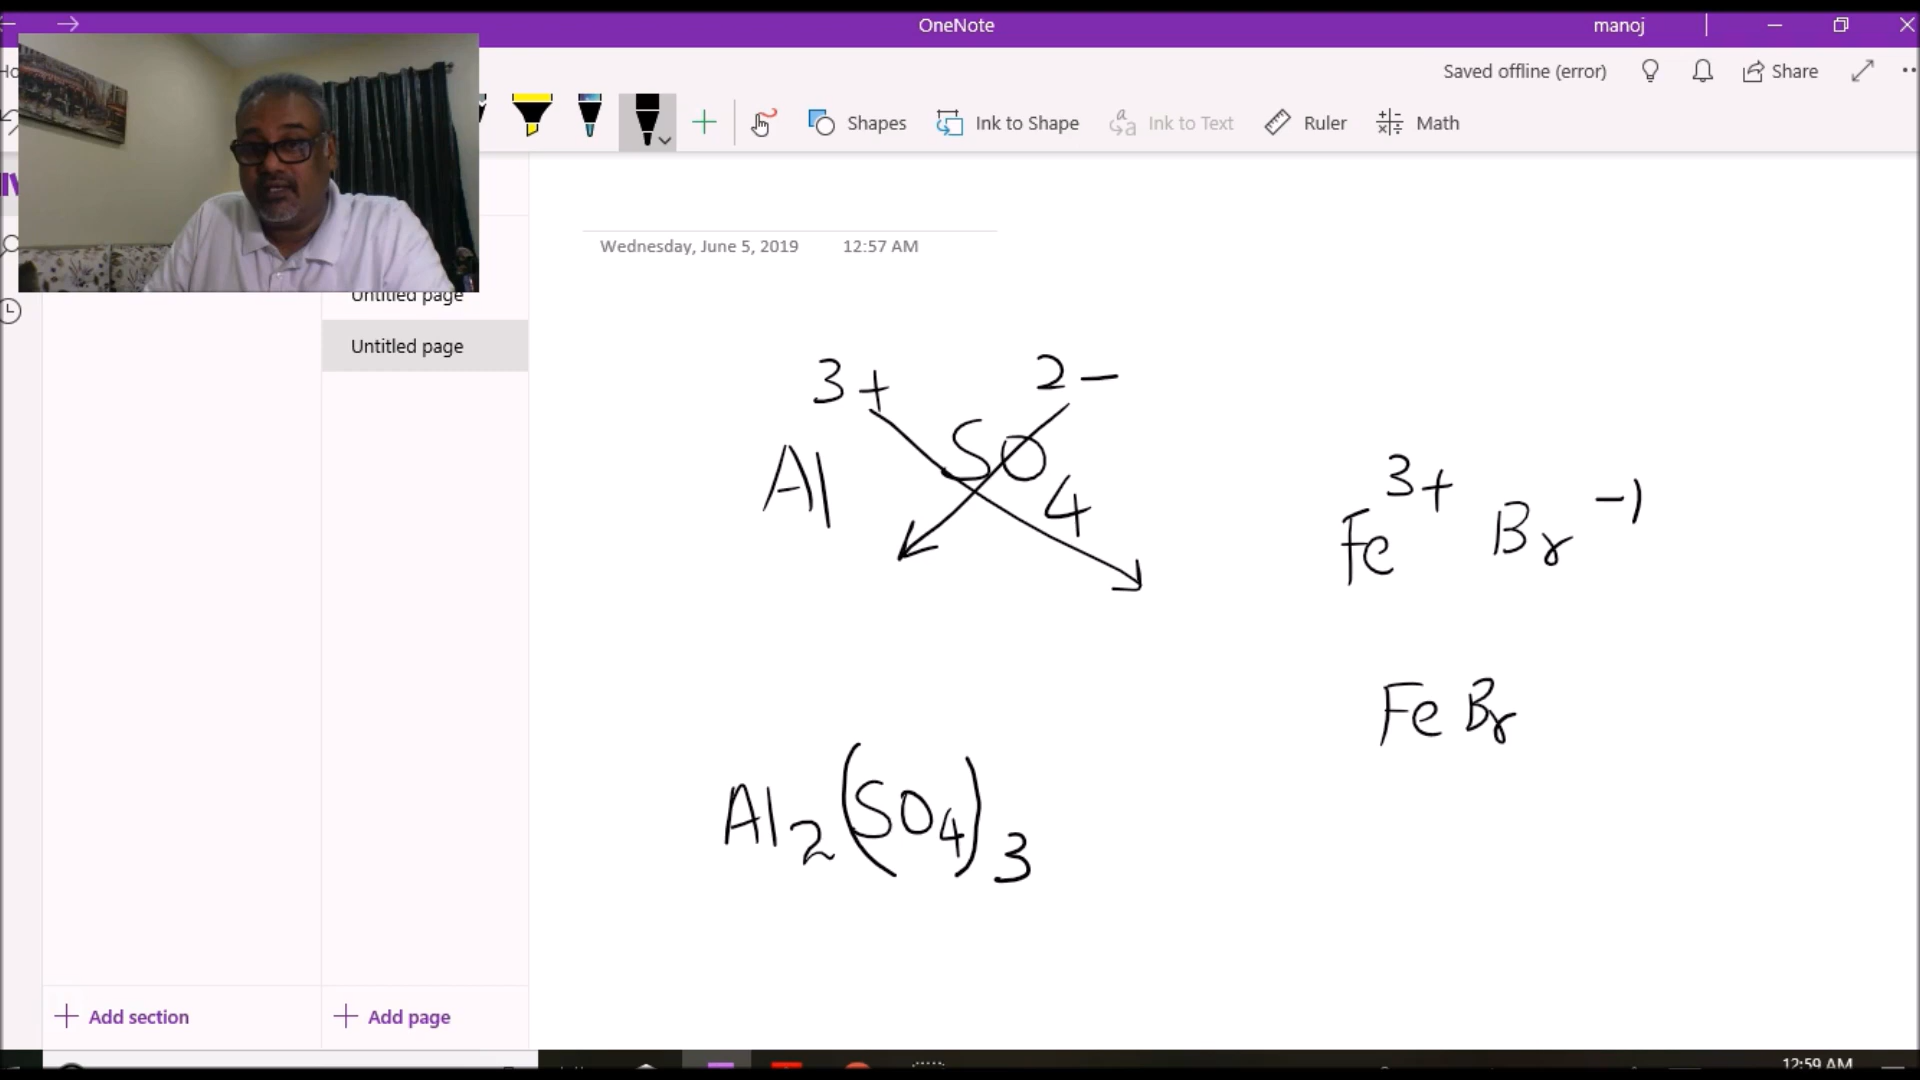 OneNote
manoj
Saved offline (error)
Share
Shapes
Ink to Shape
Ink to Text
Ruler
Math
Wednesday, June 5, 2019 12:57 AM
Untitled page
Untitled page
3+ 2-
Al SO4
Fe3+ Br-1
FeBr
Al2(SO4)3
Add section
Add page
12:59 AM